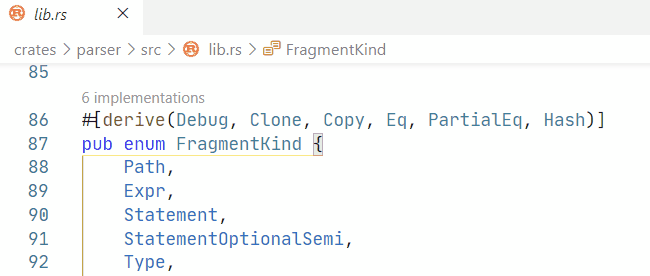 lib.rs
crates > parser > src > lib.rs > FragmentKind
85
6 implementations
86 #[derive(Debug, Clone, Copy, Eq, PartialEq, Hash)]
87 pub enum FragmentKind {
88     Path,
89     Expr,
90     Statement,
91     StatementOptionalSemi,
92     Type,